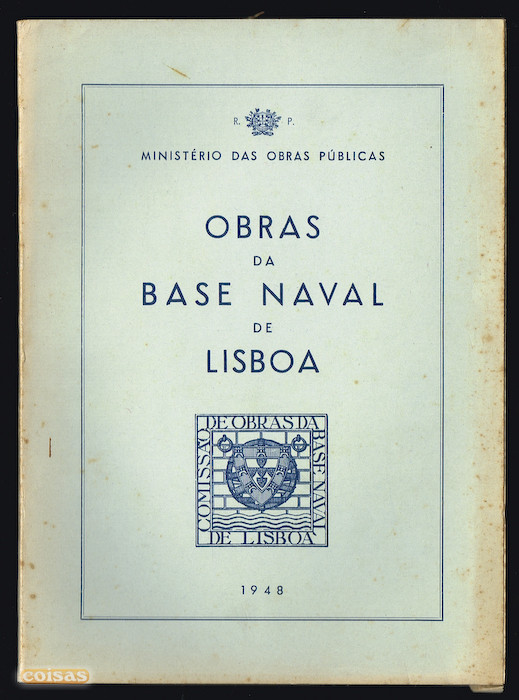 R. P.
MINISTÉRIO DAS OBRAS PÚBLICAS
OBRAS
DA
BASE NAVAL
DE
LISBOA
COMISSÃO DE OBRAS DA BASE NAVAL DE LISBOA
1948
coisas